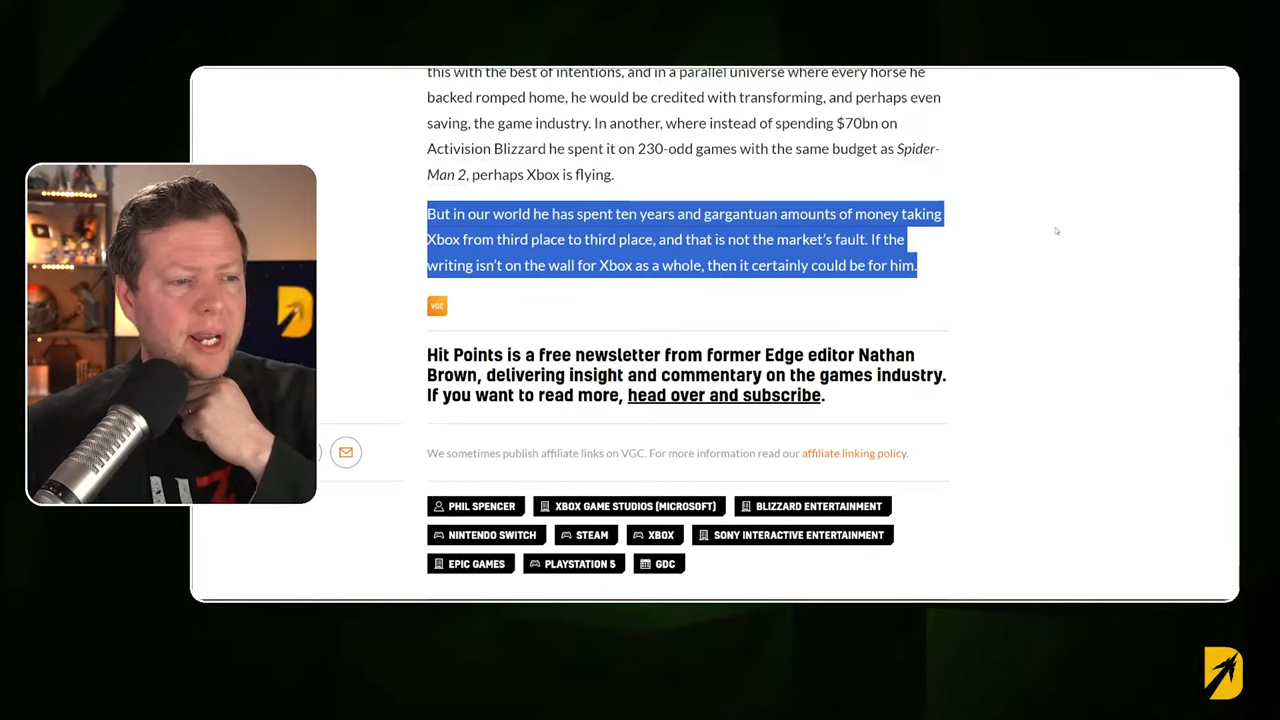 this with the best of intentions, and in a parallel universe where every horse he
backed romped home, he would be credited with transforming, and perhaps even
saving, the game industry. In another, where instead of spending $70bn on
Activision Blizzard he spent it on 230-odd games with the same budget as Spider-
Man 2, perhaps Xbox is flying.
But in our world he has spent ten years and gargantuan amounts of money taking
Xbox from third place to third place, and that is not the market's fault. If the
writing isn't on the wall for Xbox as a whole, then it certainly could be for him.
VGC
Hit Points is a free newsletter from former Edge editor Nathan
Brown, delivering insight and commentary on the games industry.
If you want to read more, head over and subscribe.
We sometimes publish affiliate links on VGC. For more information read our affiliate linking policy.
PHIL SPENCER XBOX GAME STUDIOS (MICROSOFT) BLIZZARD ENTERTAINMENT
NINTENDO SWITCH STEAM XBOX SONY INTERACTIVE ENTERTAINMENT
EPIC GAMES PLAYSTATION 5 GDC